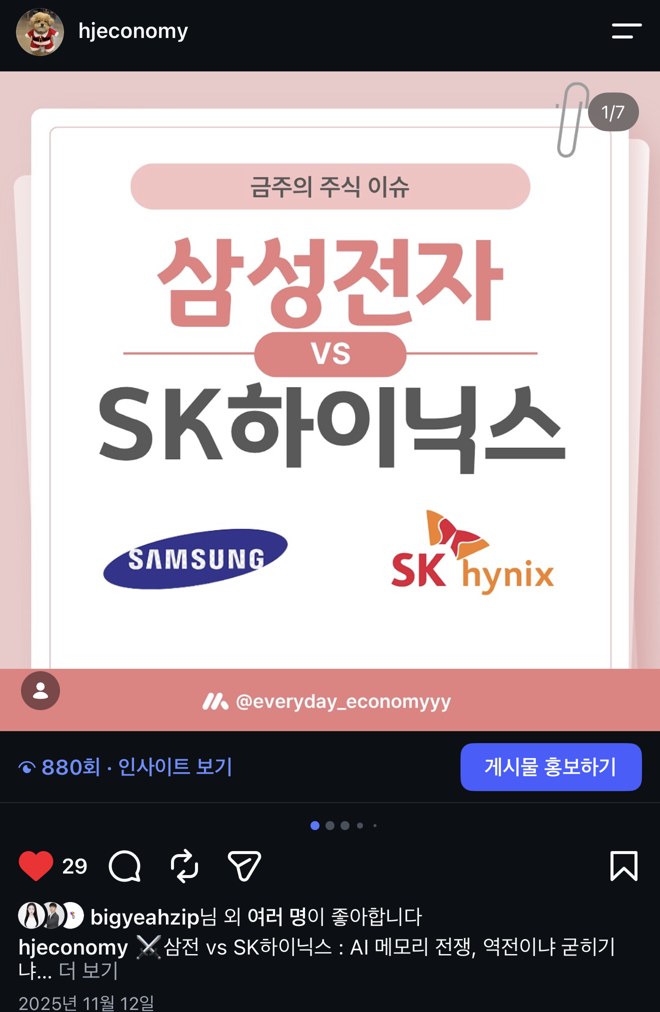 hjeconomy
1/7
금주의 주식 이슈
삼성전자
VS
SK하이닉스
SAMSUNG
SK hynix
@everyday_economyyy
880회 · 인사이트 보기
게시물 홍보하기
29
bigyeahzip님 외 여러 명이 좋아합니다
hjeconomy ⚔️삼전 vs SK하이닉스 : AI 메모리 전쟁, 역전이냐 굳히기
냐... 더 보기
2025년 11월 12일